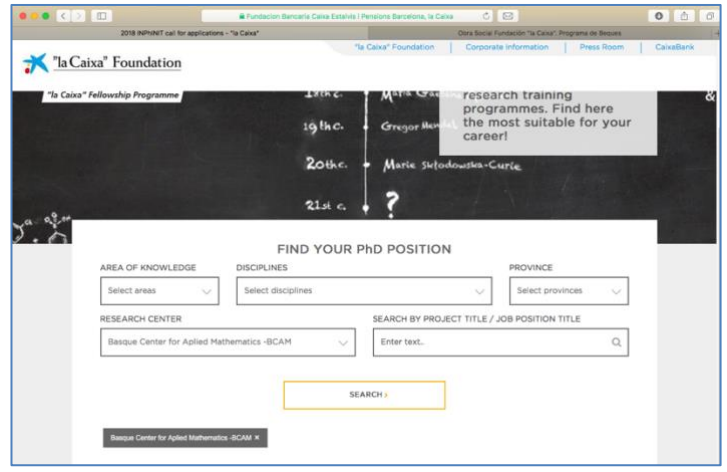 Fundacion Bancaria Caixa Estalvis i Pensions Barcelona, la Caixa
2018 INPhINIT call for applications - "la Caixa"
Obra Social Fundación "la Caixa". Programa de Beques
"la Caixa" Foundation
Corporate information
Press Room
CaixaBank
"la Caixa" Foundation
"la Caixa" Fellowship Programme
&
research training
programmes. Find here
the most suitable for your
career!
19th c.
Gregor
20th c.
Marie Skłodowska-Curie
21st c.
?
FIND YOUR PhD POSITION
AREA OF KNOWLEDGE
DISCIPLINES
PROVINCE
Select areas
Select disciplines
Select provinces
RESEARCH CENTER
SEARCH BY PROJECT TITLE / JOB POSITION TITLE
Basque Center for Aplied Mathematics -BCAM
Enter text..
SEARCH >
Basque Center for Aplied Mathematics -BCAM ×